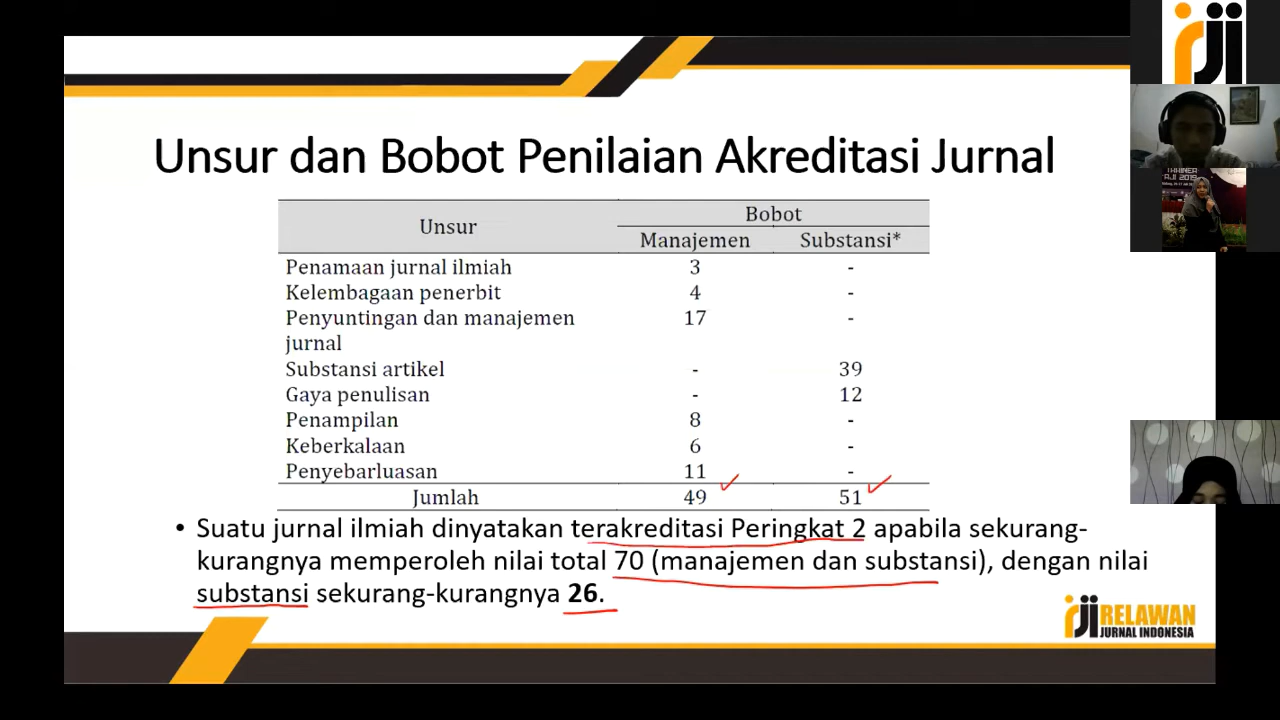 Unsur dan Bobot Penilaian Akreditasi Jurnal
Unsur Bobot
Manajemen Substansi*
Penamaan jurnal ilmiah 3 -
Kelembagaan penerbit 4 -
Penyuntingan dan manajemen 17 -
jurnal
Substansi artikel - 39
Gaya penulisan - 12
Penampilan 8 -
Keberkalaan 6 -
Penyebarluasan 11 -
Jumlah 49 51
• Suatu jurnal ilmiah dinyatakan terakreditasi Peringkat 2 apabila sekurang-
kurangnya memperoleh nilai total 70 (manajemen dan substansi), dengan nilai
substansi sekurang-kurangnya 26.
rji RELAWAN
JURNAL INDONESIA
rji